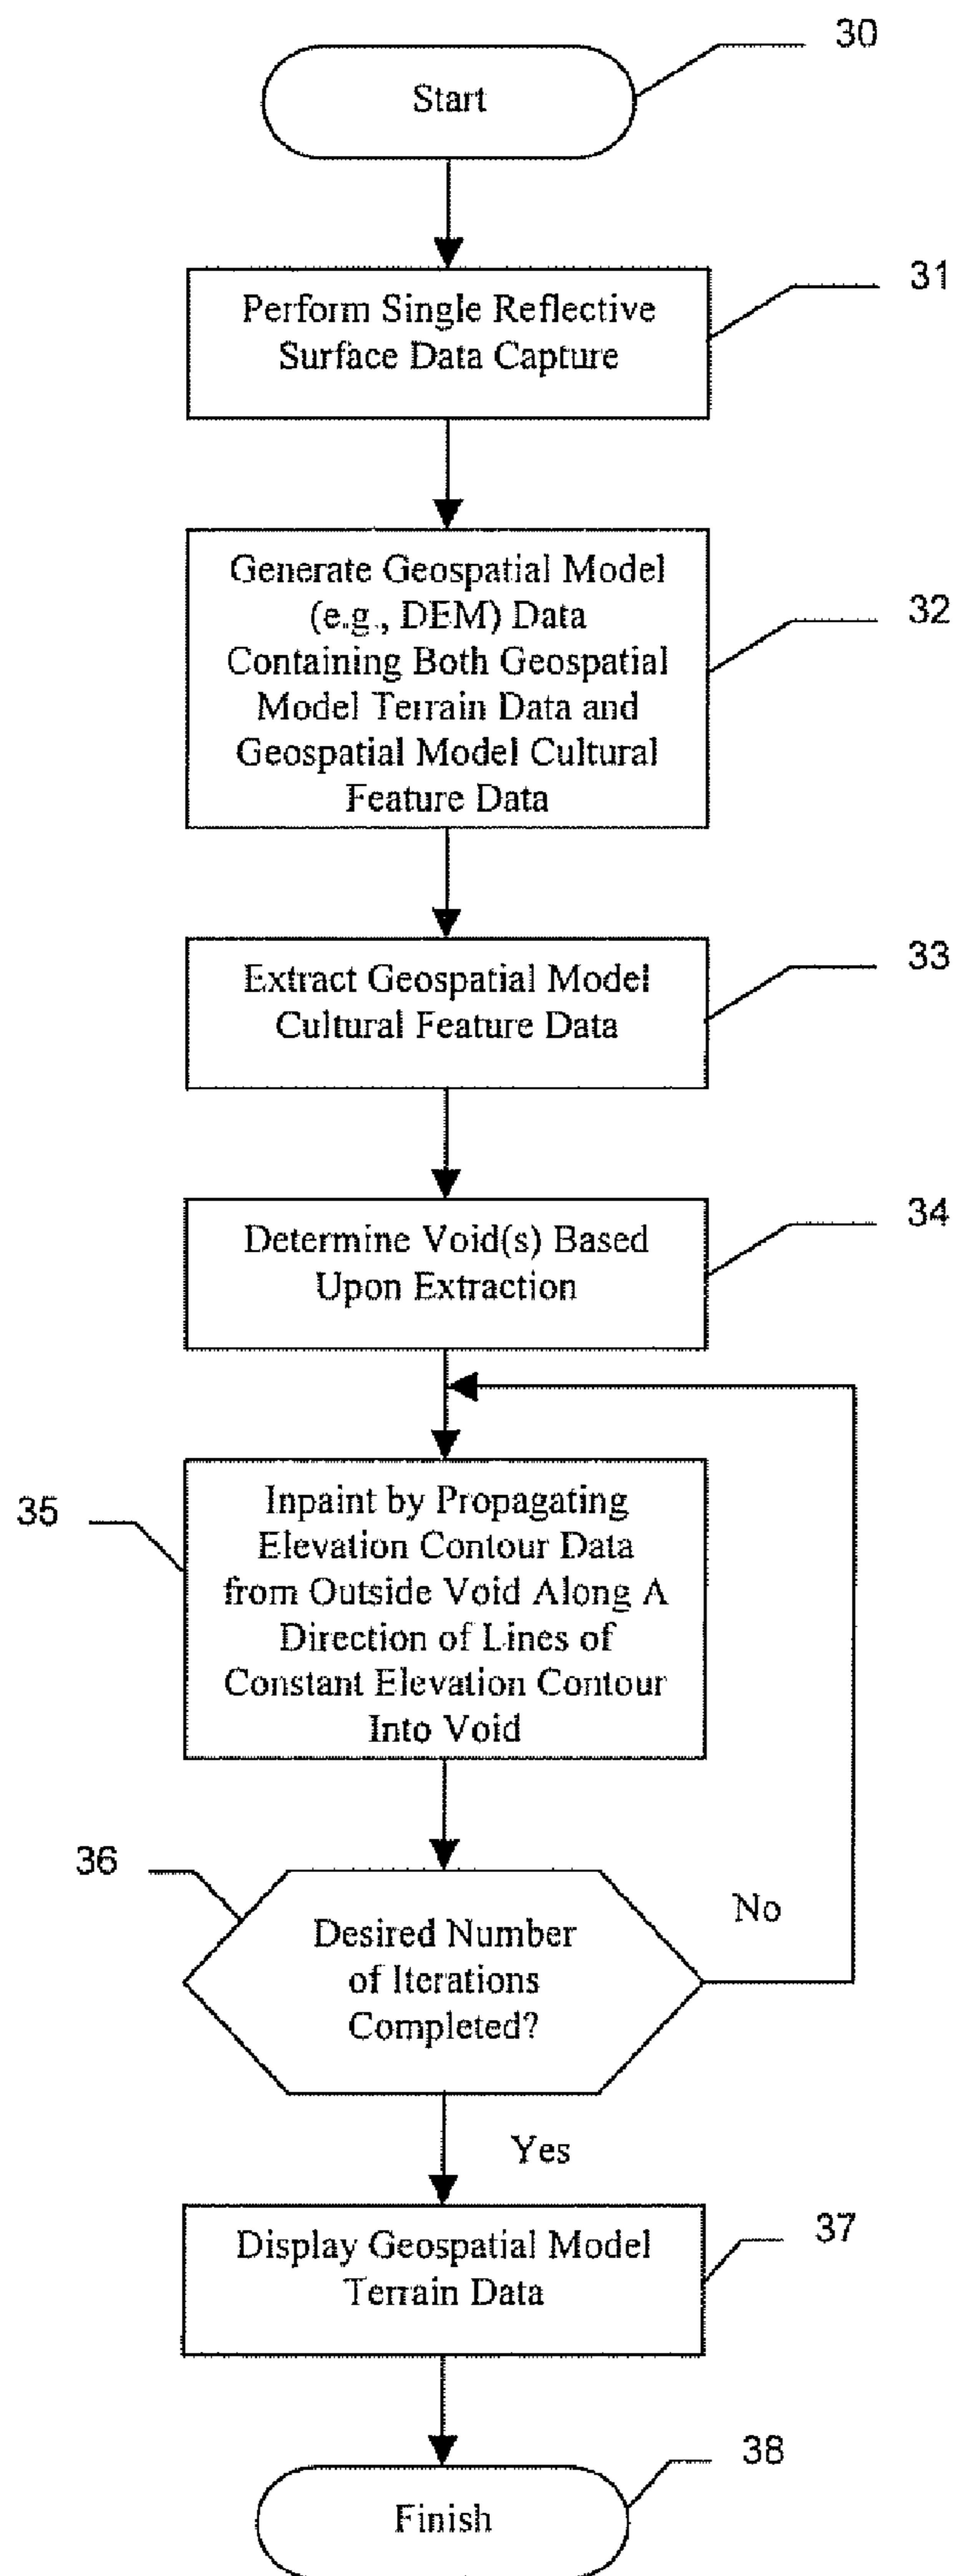 30
Start
31
Perform Single Reflective
Surface Data Capture
32
Generate Geospatial Model
(e.g., DEM) Data
Containing Both Geospatial
Model Terrain Data and
Geospatial Model Cultural
Feature Data
33
Extract Geospatial Model
Cultural Feature Data
34
Determine Void(s) Based
Upon Extraction
35
Inpaint by Propagating
Elevation Contour Data
from Outside Void Along A
Direction of Lines of
Constant Elevation Contour
Into Void
36
Desired Number
of Iterations
Completed?
No
Yes
37
Display Geospatial Model
Terrain Data
38
Finish